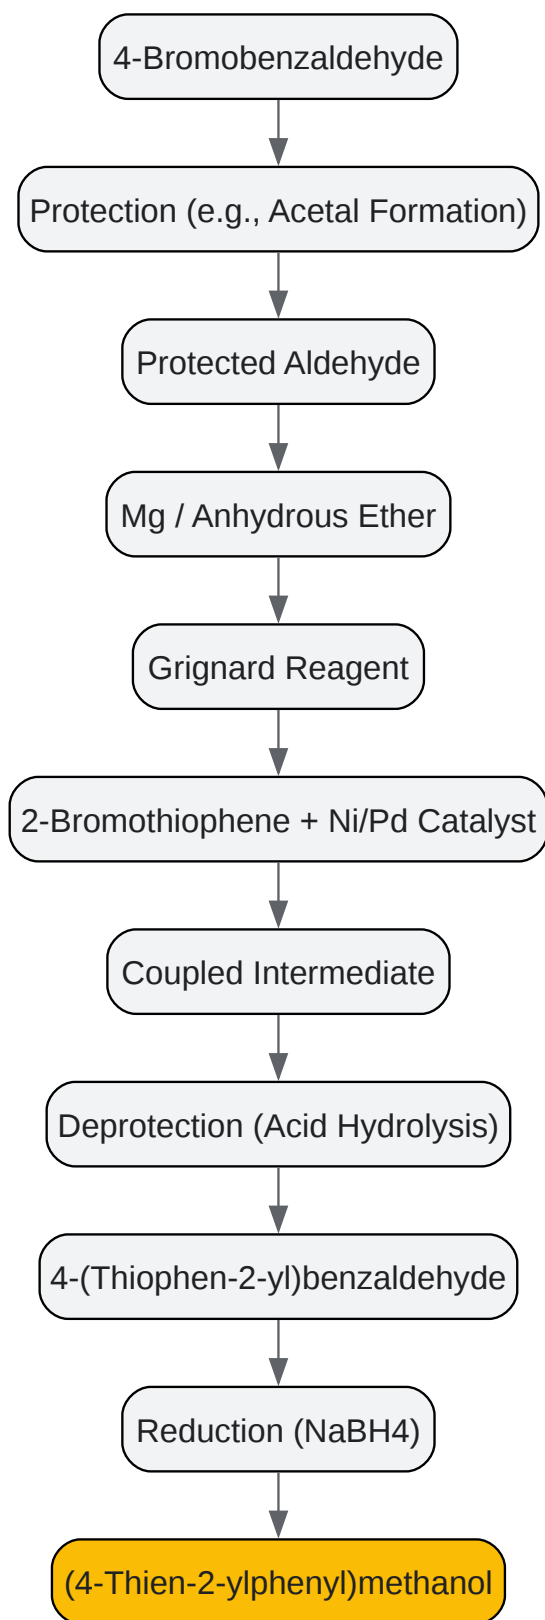 4-Bromobenzaldehyde
Protection (e.g., Acetal Formation)
Protected Aldehyde
Mg / Anhydrous Ether
Grignard Reagent
2-Bromothiophene + Ni/Pd Catalyst
Coupled Intermediate
Deprotection (Acid Hydrolysis)
4-(Thiophen-2-yl)benzaldehyde
Reduction (NaBH4)
(4-Thien-2-ylphenyl)methanol